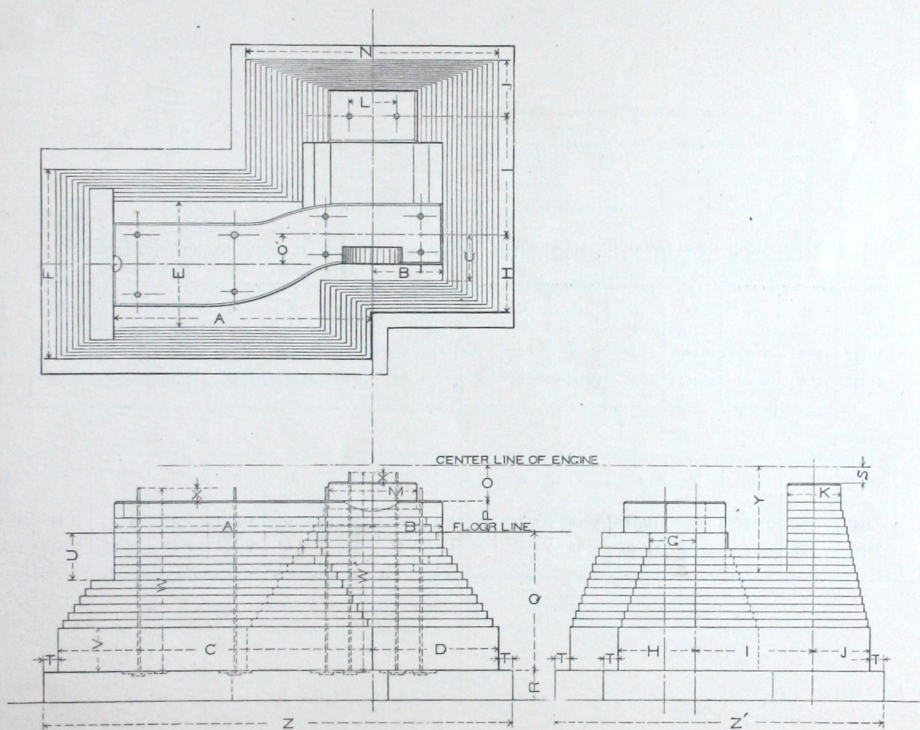 N
J
L
I
F
E
O'
C
B
H
A
CENTER LINE OF ENGINE
X
X
M
O
P
Y
S
K
A
B
FLOOR LINE
G
U
W
W'
Q
V
C
D
H
I
J
T
T
T
T
T
R
Z
Z'